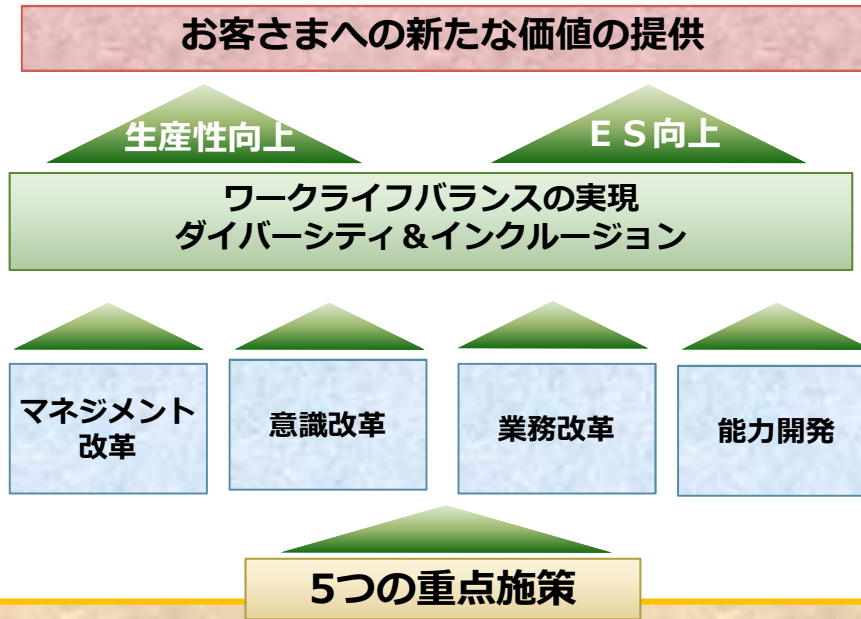 お客さまへの新たな価値の提供
生産性向上
ＥＳ向上
ワークライフバランスの実現
ダイバーシティ＆インクルージョン
マネジメント
改革
意識改革
業務改革
能力開発
5つの重点施策